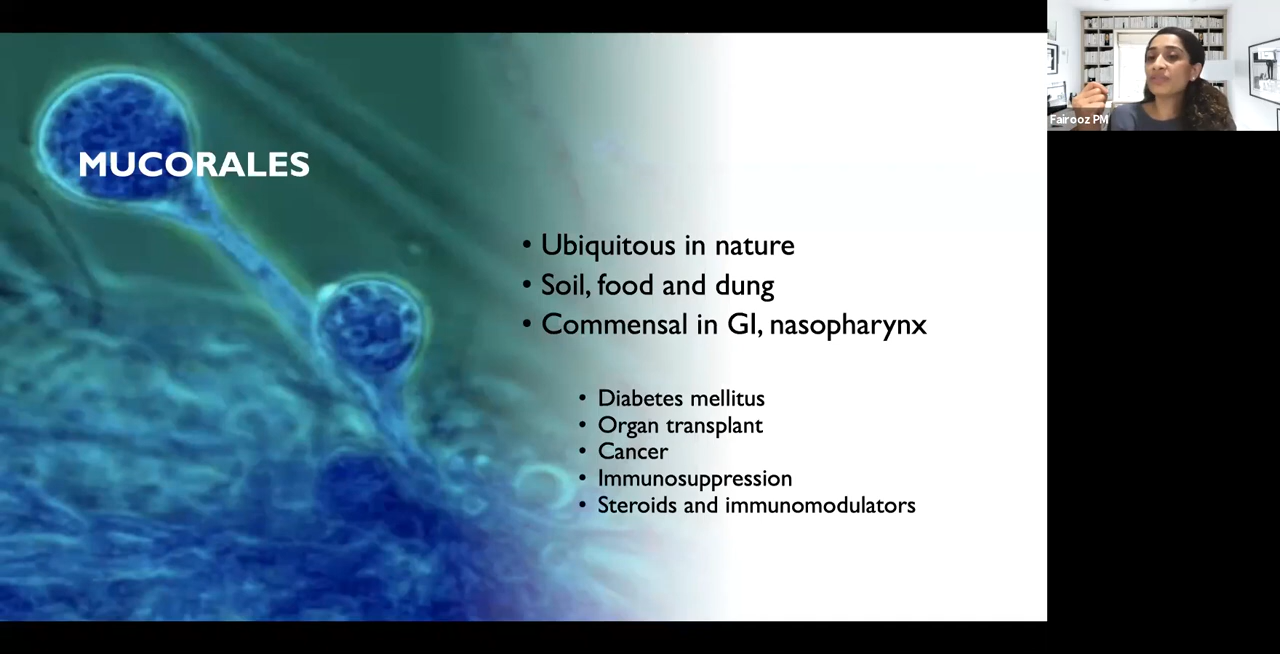 Fairooz PM
MUCORALES
• Ubiquitous in nature
• Soil, food and dung
• Commensal in GI, nasopharynx
• Diabetes mellitus
• Organ transplant
• Cancer
• Immunosuppression
• Steroids and immunomodulators